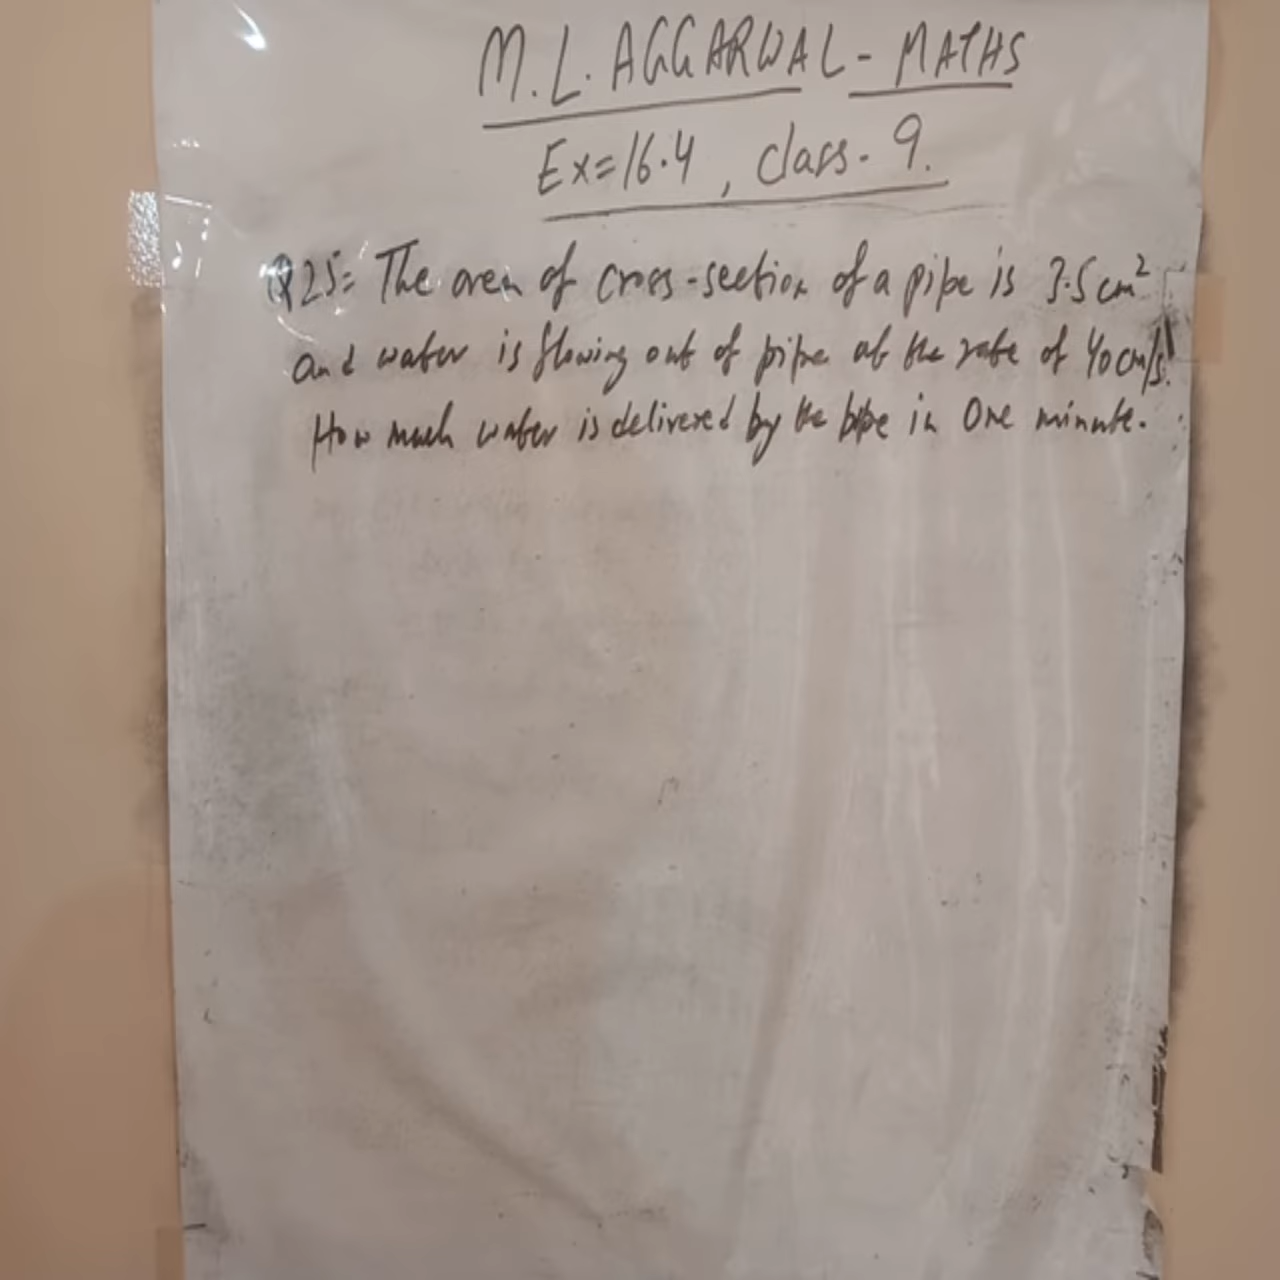 M.L. AGGARWAL - MATHS
Ex=16.4, class. 9.
Q25= The area of cross-section of a pipe is 3.5 cm²
and water is flowing out of pipe at the rate of 40cm/s.
How much water is delivered by the pipe in One minute.